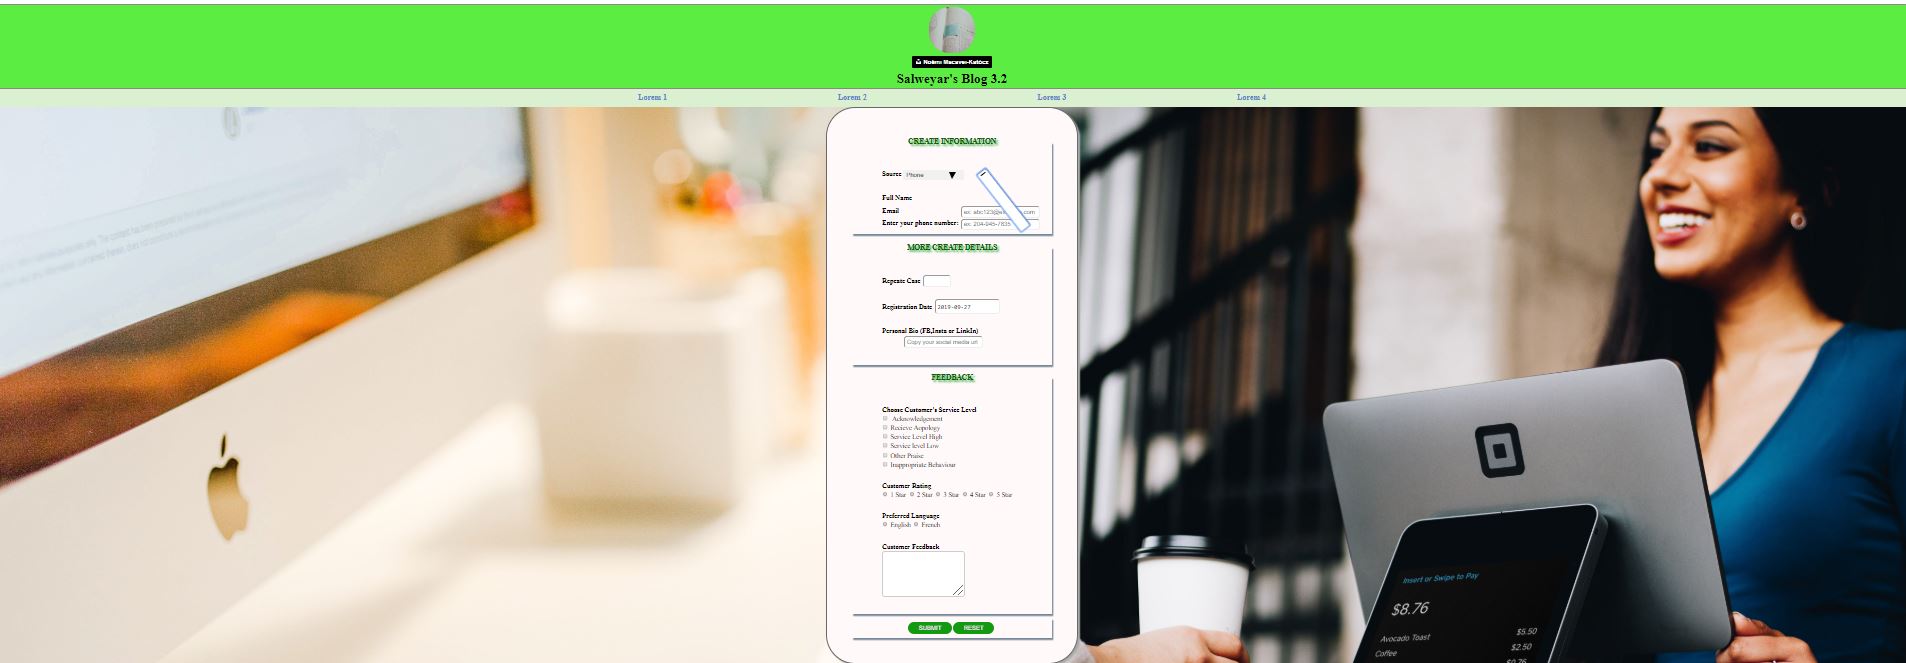 Noémi Macavei-Katócz
Salweyar's Blog 3.2
Lorem 1 Lorem 2 Lorem 3 Lorem 4
CREATE INFORMATION
Source Phone
Full Name
Email ex: abc123@ex .com
Enter your phone number: ex: 204-945-7835
MORE CREATE DETAILS
Repeate Case
Registration Date 2019-09-27
Personal Bio (FB,Insta or LinkIn)
Copy your social media url
FEEDBACK
Choose Customer's Service Level
Acknowledgement
Recieve Aopology
Service Level High
Service level Low
Other Praise
Inappropriate Behaviour
Customer Rating
1 Star 2 Star 3 Star 4 Star 5 Star
Preferred Language
English French
Customer Feedback
SUBMIT RESET
Insert or Swipe to Pay
$8.76
Avocado Toast $5.50
Coffee $2.50
$0.76